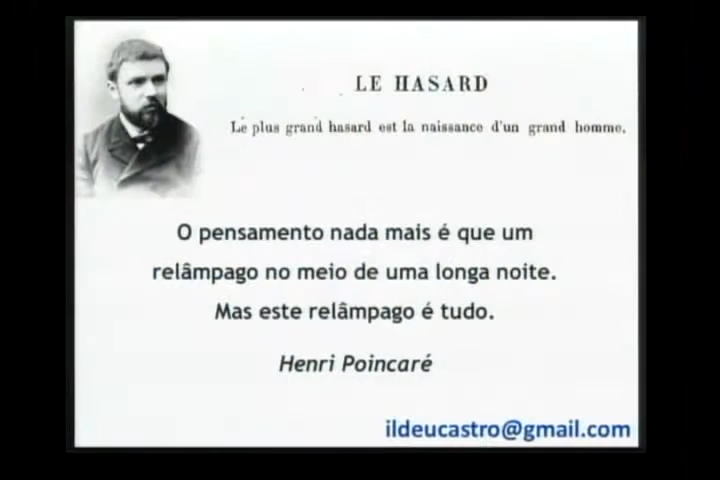 LE HASARD
Le plus grand hasard est la naissance d'un grand homme.
O pensamento nada mais é que um
relâmpago no meio de uma longa noite.
Mas este relâmpago é tudo.
Henri Poincaré
ildeucastro@gmail.com